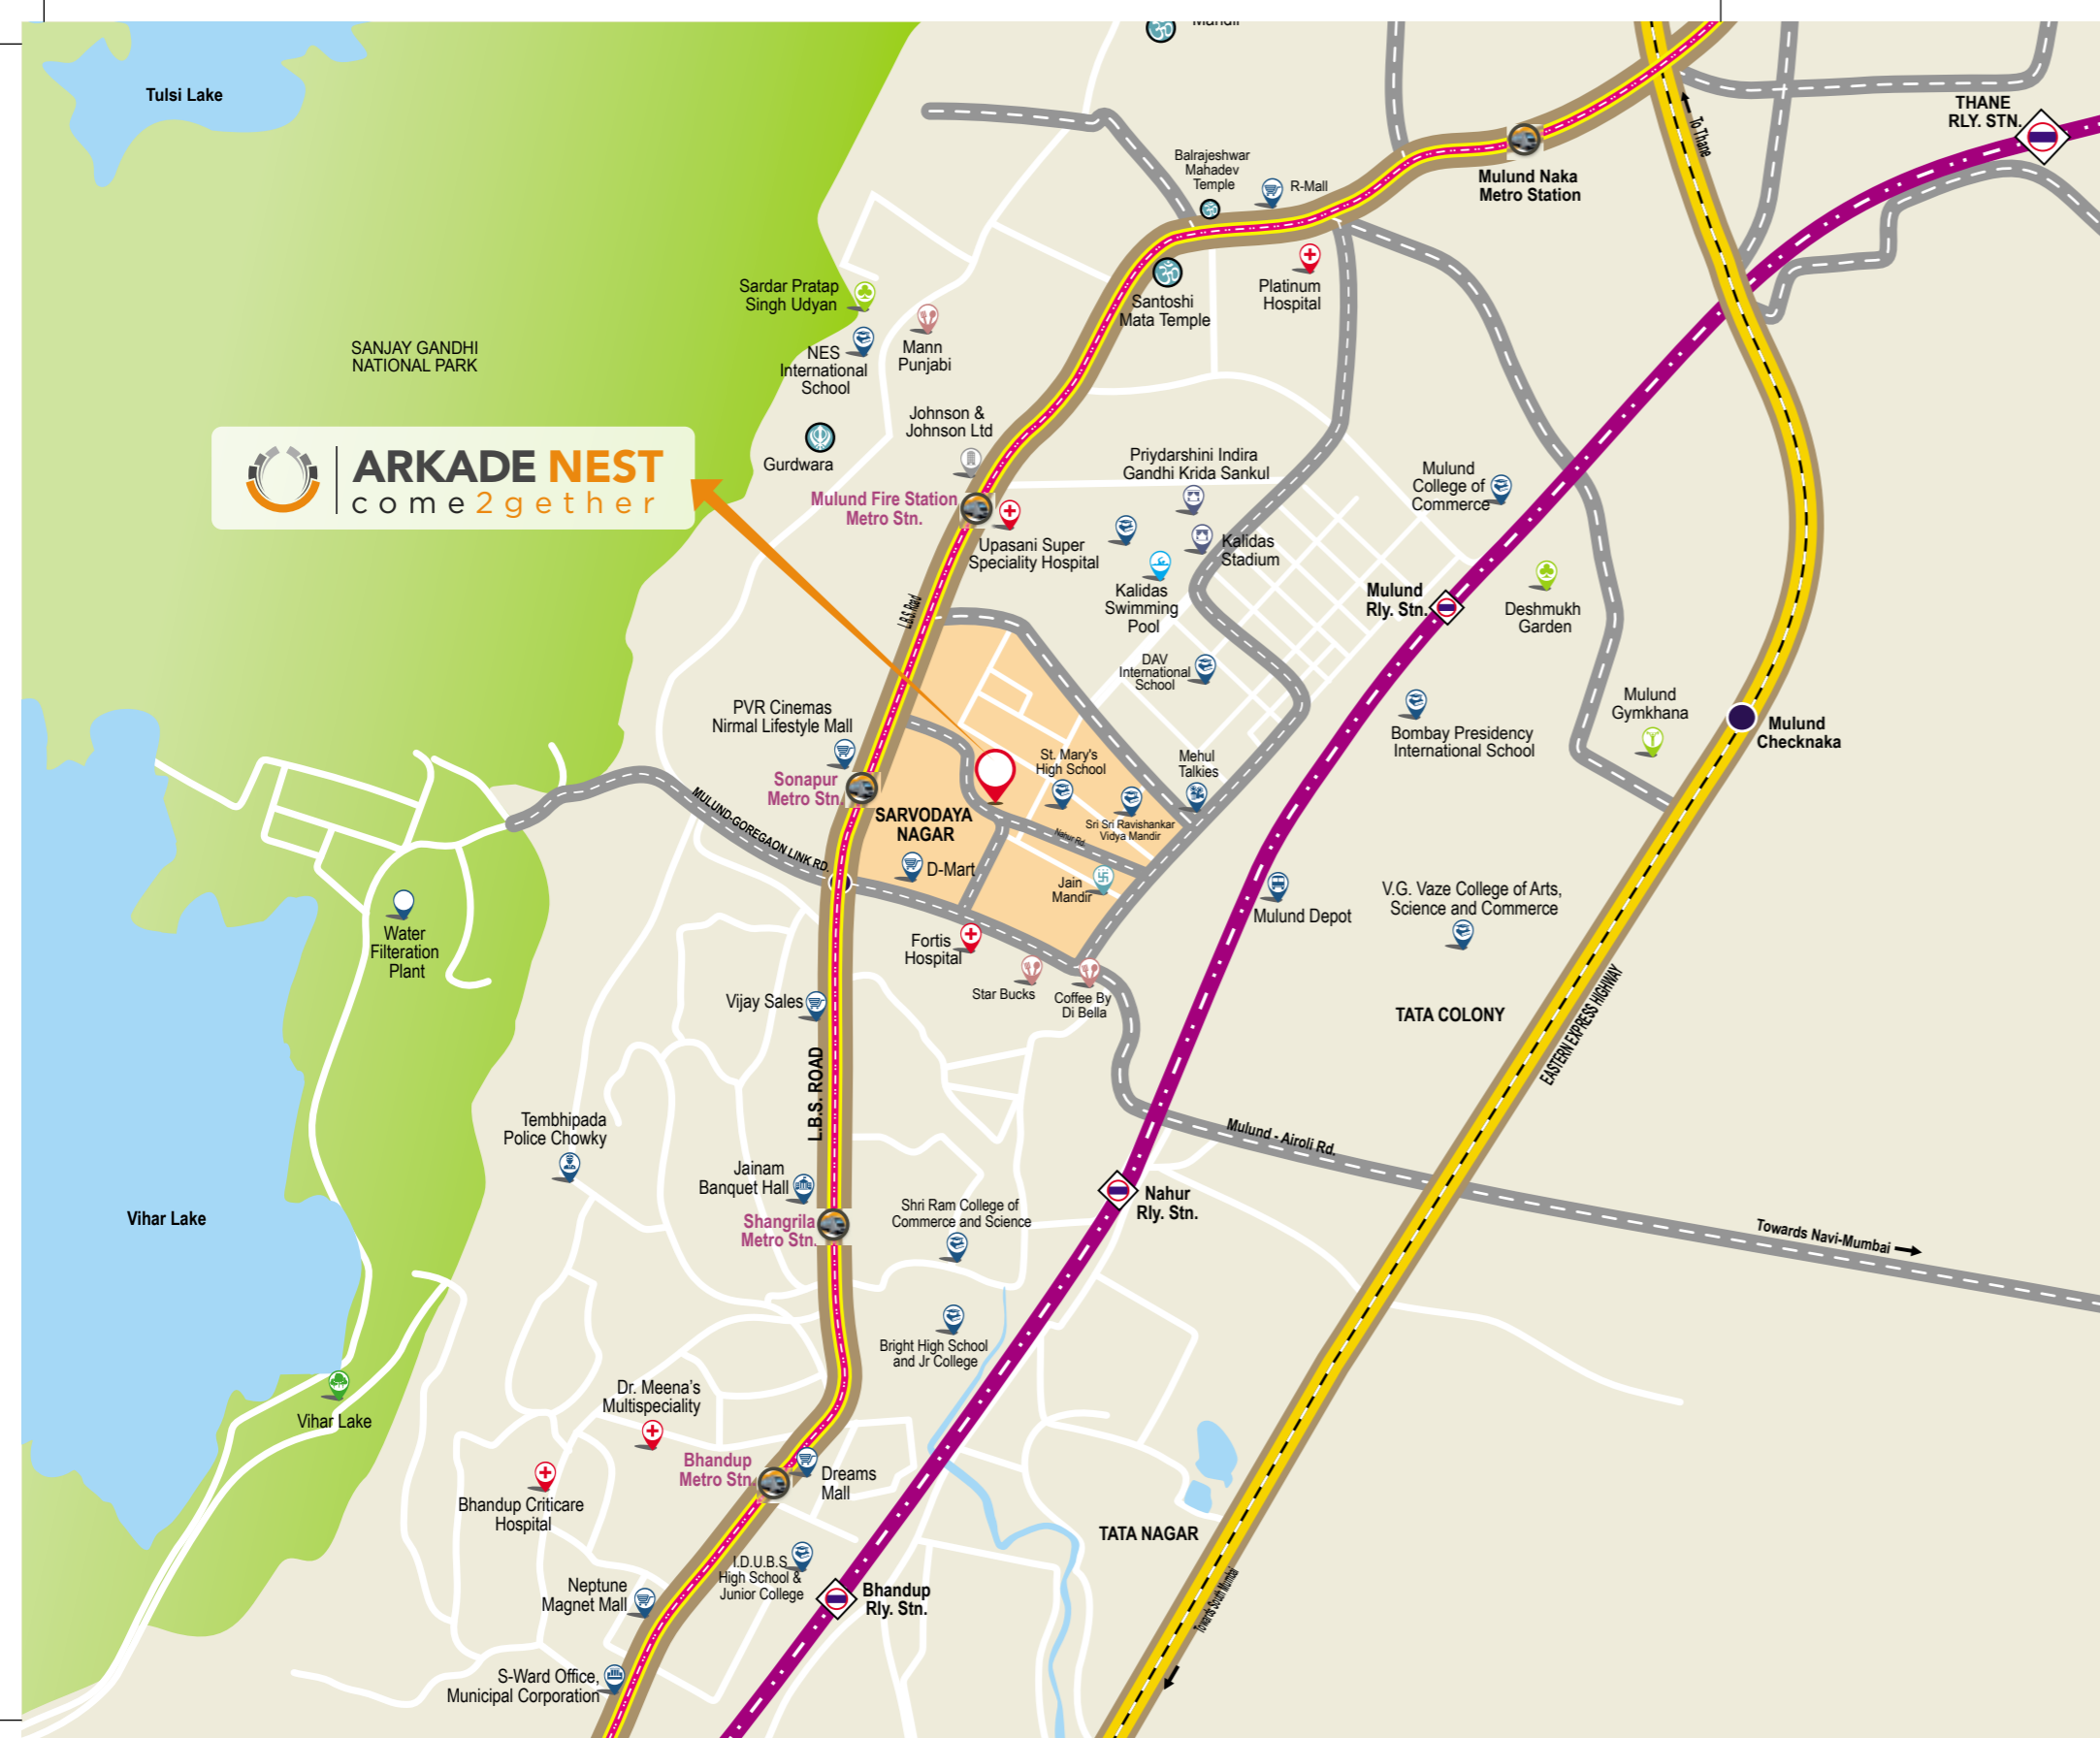 Tulsi Lake
THANE
RLY. STN.
To Thane
Balrajeshwar
Mahadev
Temple
R-Mall
Mulund Naka
Metro Station
Sardar Pratap
Singh Udyan
Santoshi
Mata Temple
Platinum
Hospital
SANJAY GANDHI
NATIONAL PARK
NES
International
School
Mann
Punjabi
Johnson &
Johnson Ltd
Gurdwara
ARKADE NEST
come2gether
Priydarshini Indira
Gandhi Krida Sankul
Mulund
College of
Commerce
Mulund Fire Station
Metro Stn.
Upasani Super
Speciality Hospital
Kalidas
Stadium
Kalidas
Swimming
Pool
Mulund
Rly. Stn.
Deshmukh
Garden
L.B.S. Road
DAV
International
School
PVR Cinemas
Nirmal Lifestyle Mall
Mulund
Gymkhana
Mulund
Checknaka
Bombay Presidency
International School
St. Mary's
High School
Mehul
Talkies
Sonapur
Metro Stn.
MULUND-GOREGAON LINK RD.
SARVODAYA
NAGAR
Sri Sri Ravishankar
Vidya Mandir
Nahur Rd.
D-Mart
Jain
Mandir
Mulund Depot
V.G. Vaze College of Arts,
Science and Commerce
Water
Filteration
Plant
Fortis
Hospital
Star Bucks
Coffee By
Di Bella
Vijay Sales
TATA COLONY
EASTERN EXPRESS HIGHWAY
L.B.S. ROAD
Tembhipada
Police Chowky
Mulund - Airoli Rd.
Jainam
Banquet Hall
Nahur
Rly. Stn.
Vihar Lake
Shangrila
Metro Stn.
Shri Ram College of
Commerce and Science
Towards Navi-Mumbai
Bright High School
and Jr College
Dr. Meena's
Multispeciality
Vihar Lake
Bhandup
Metro Stn.
Dreams
Mall
Bhandup Criticare
Hospital
TATA NAGAR
I.D.U.B.S.
High School &
Junior College
Neptune
Magnet Mall
Bhandup
Rly. Stn.
Towards South Mumbai
S-Ward Office,
Municipal Corporation